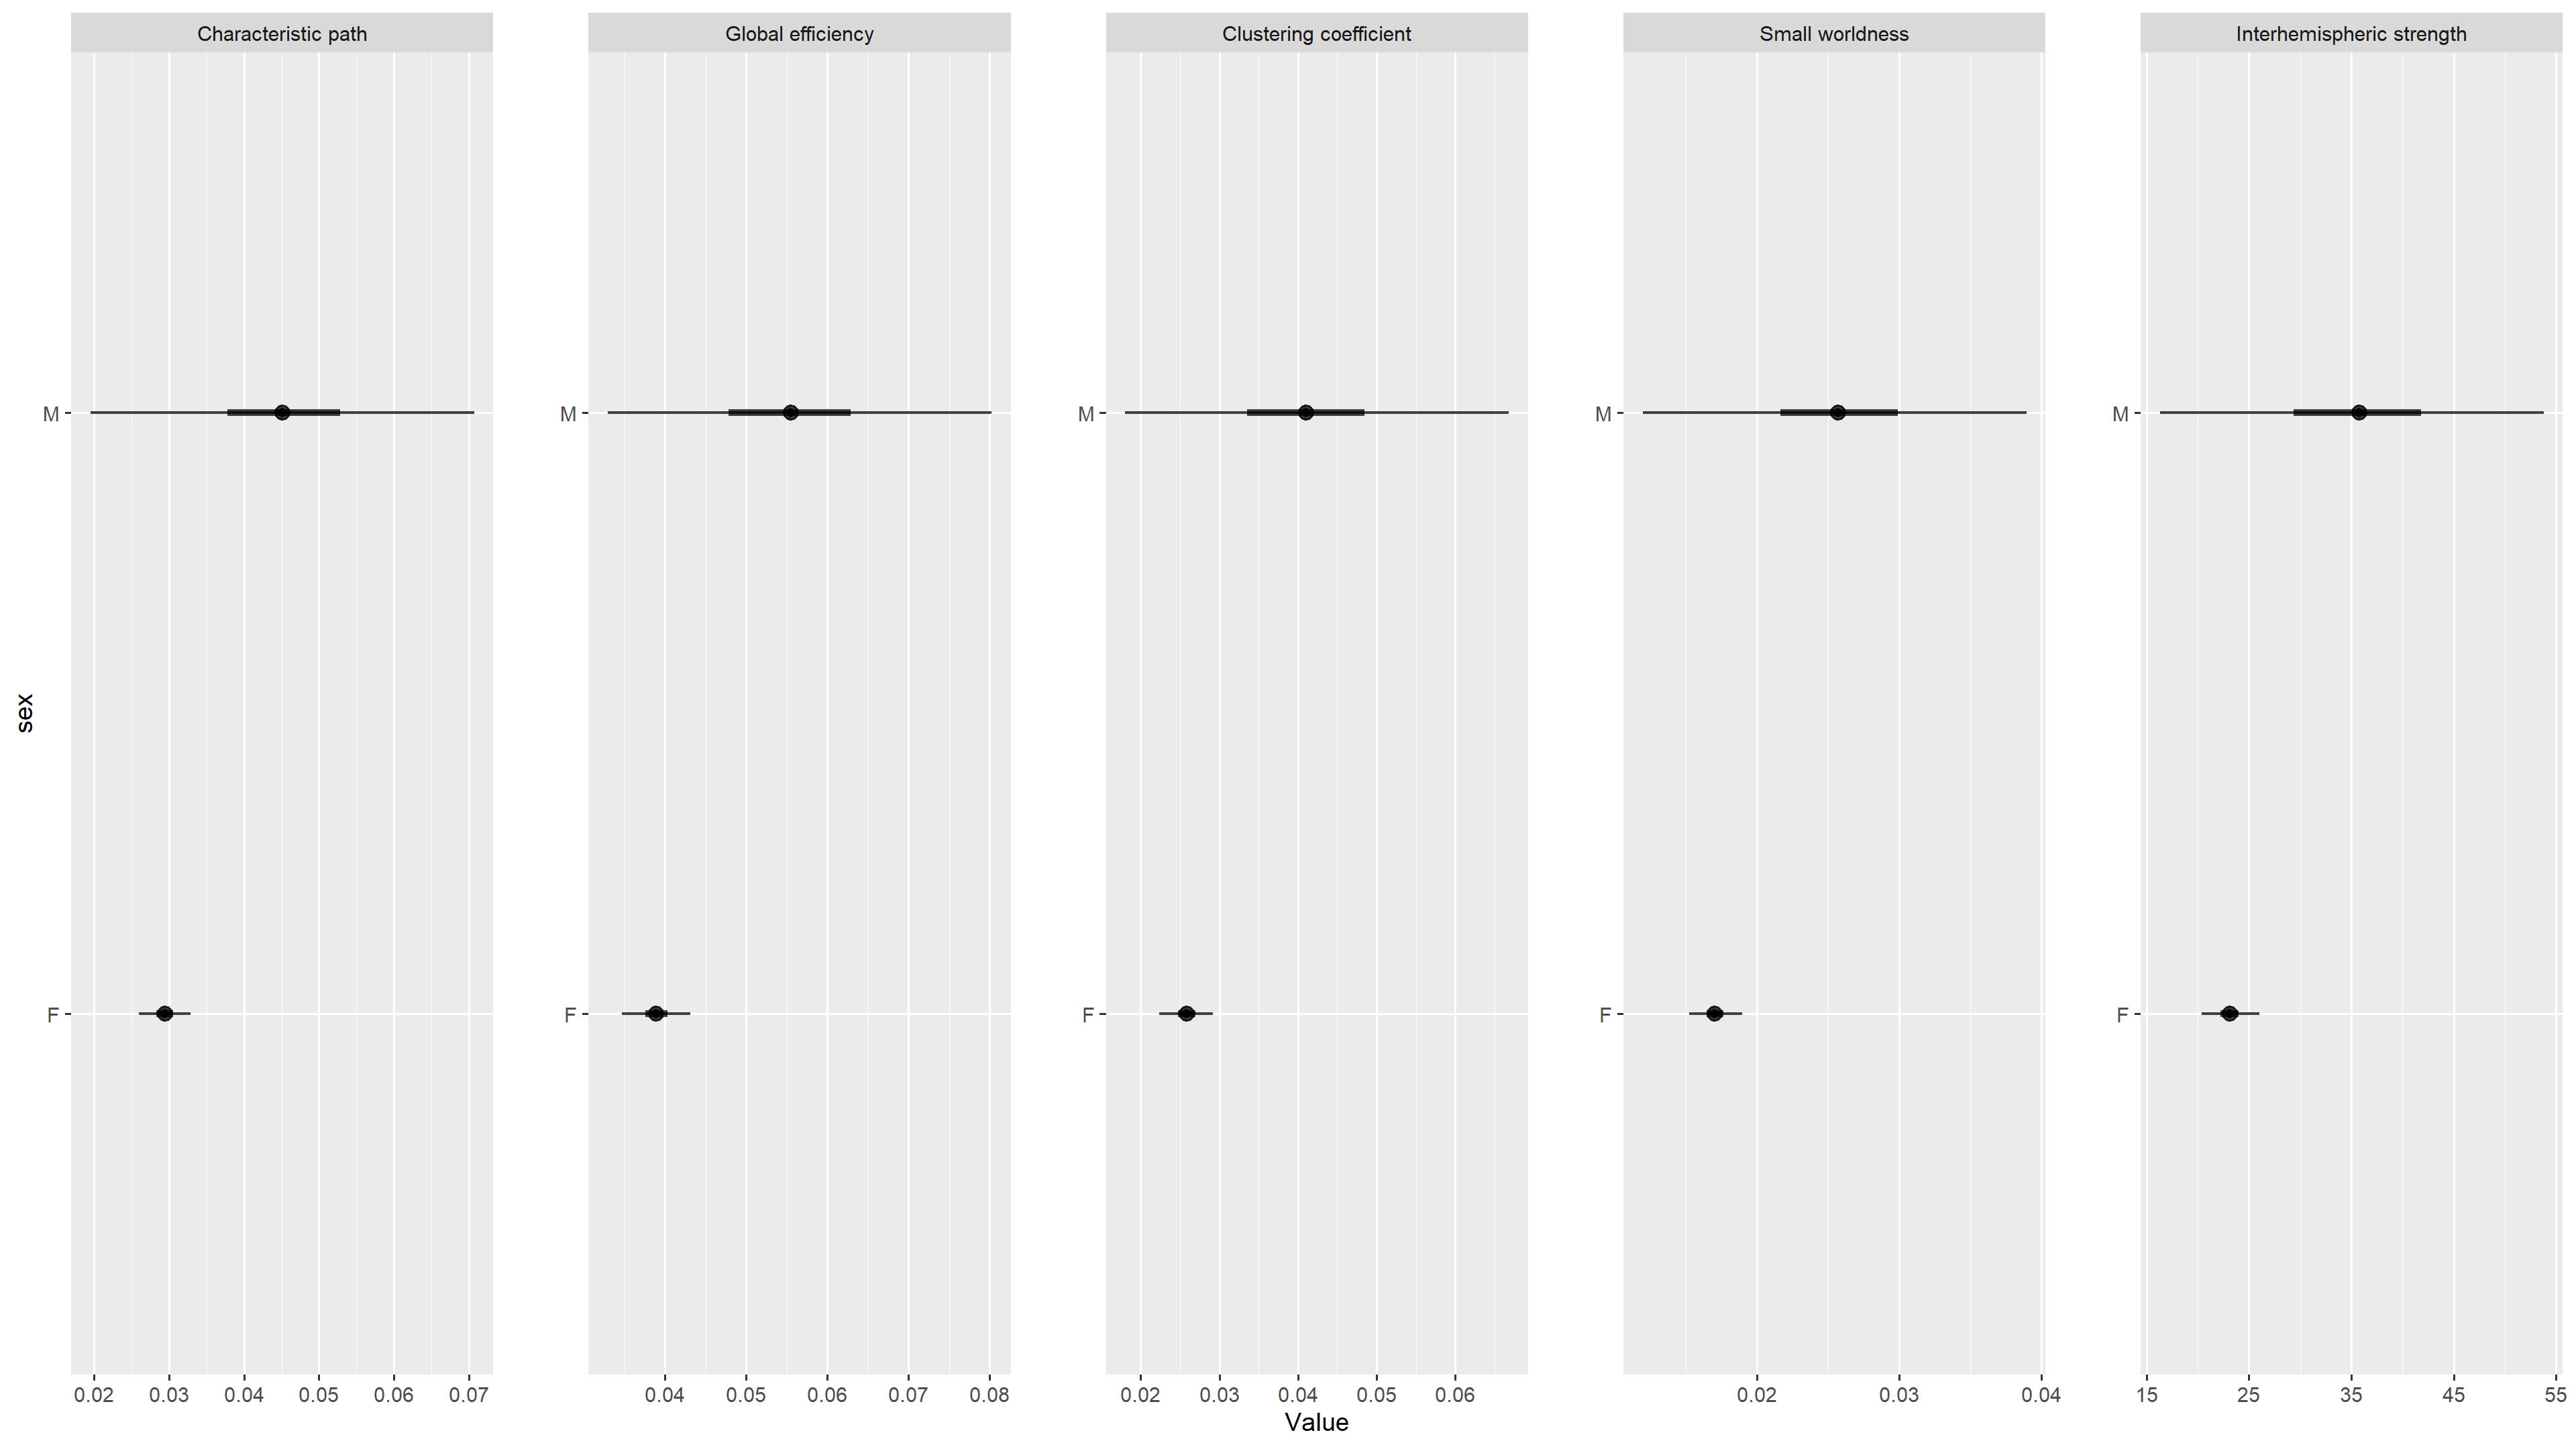 Characteristic path
Global efficiency
Clustering coefficient
Small worldness
Interhemispheric strength
M
M
M
M
M
sex
F
F
F
F
F
0.02 0.03 0.04 0.05 0.06 0.07
0.04 0.05 0.06 0.07 0.08
0.02 0.03 0.04 0.05 0.06
0.02 0.03 0.04
15 25 35 45 55
Value